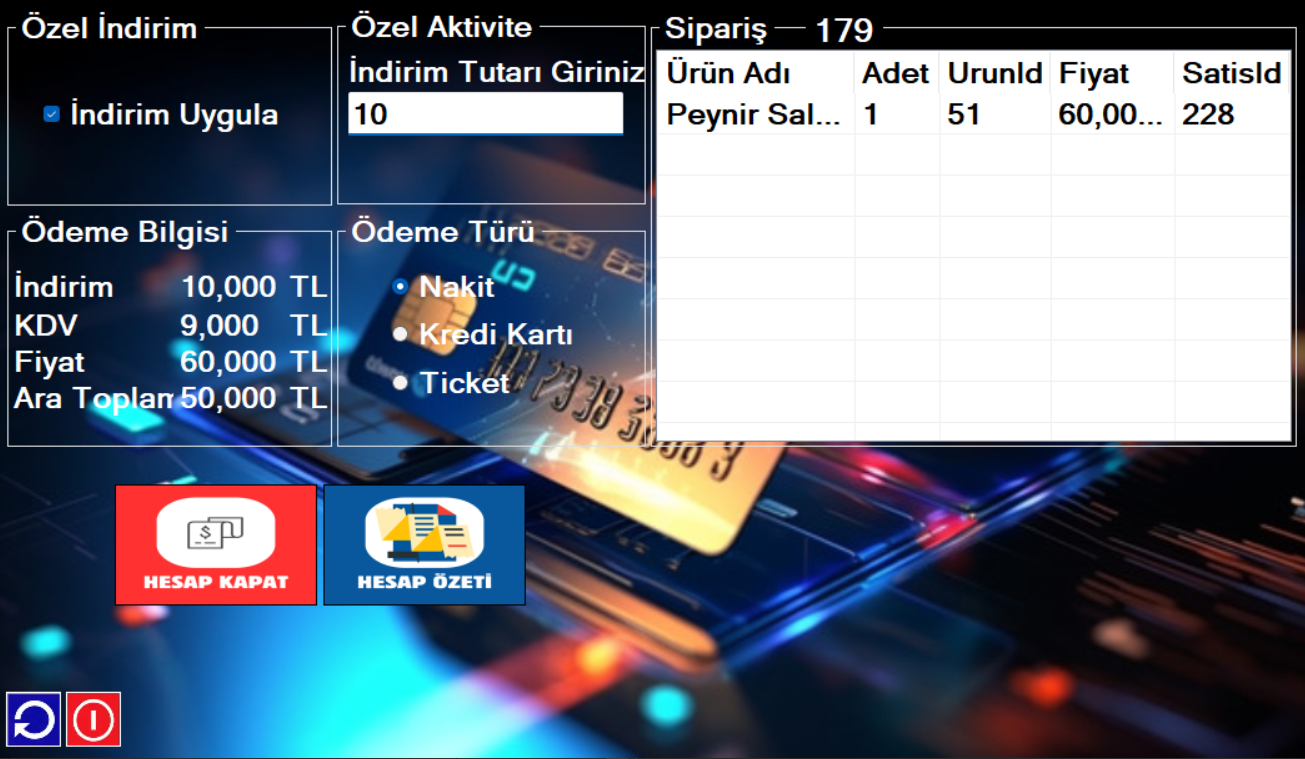 Özel İndirim
İndirim Uygula
Özel Aktivite
İndirim Tutarı Giriniz
10
Sipariş 179
Ürün Adı Adet UrunId Fiyat SatisId
Peynir Sal... 1 51 60,00... 228
Ödeme Bilgisi
İndirim 10,000 TL
KDV 9,000 TL
Fiyat 60,000 TL
Ara Toplam 50,000 TL
Ödeme Türü
Nakit
Kredi Kartı
Ticket
HESAP KAPAT
HESAP ÖZETİ